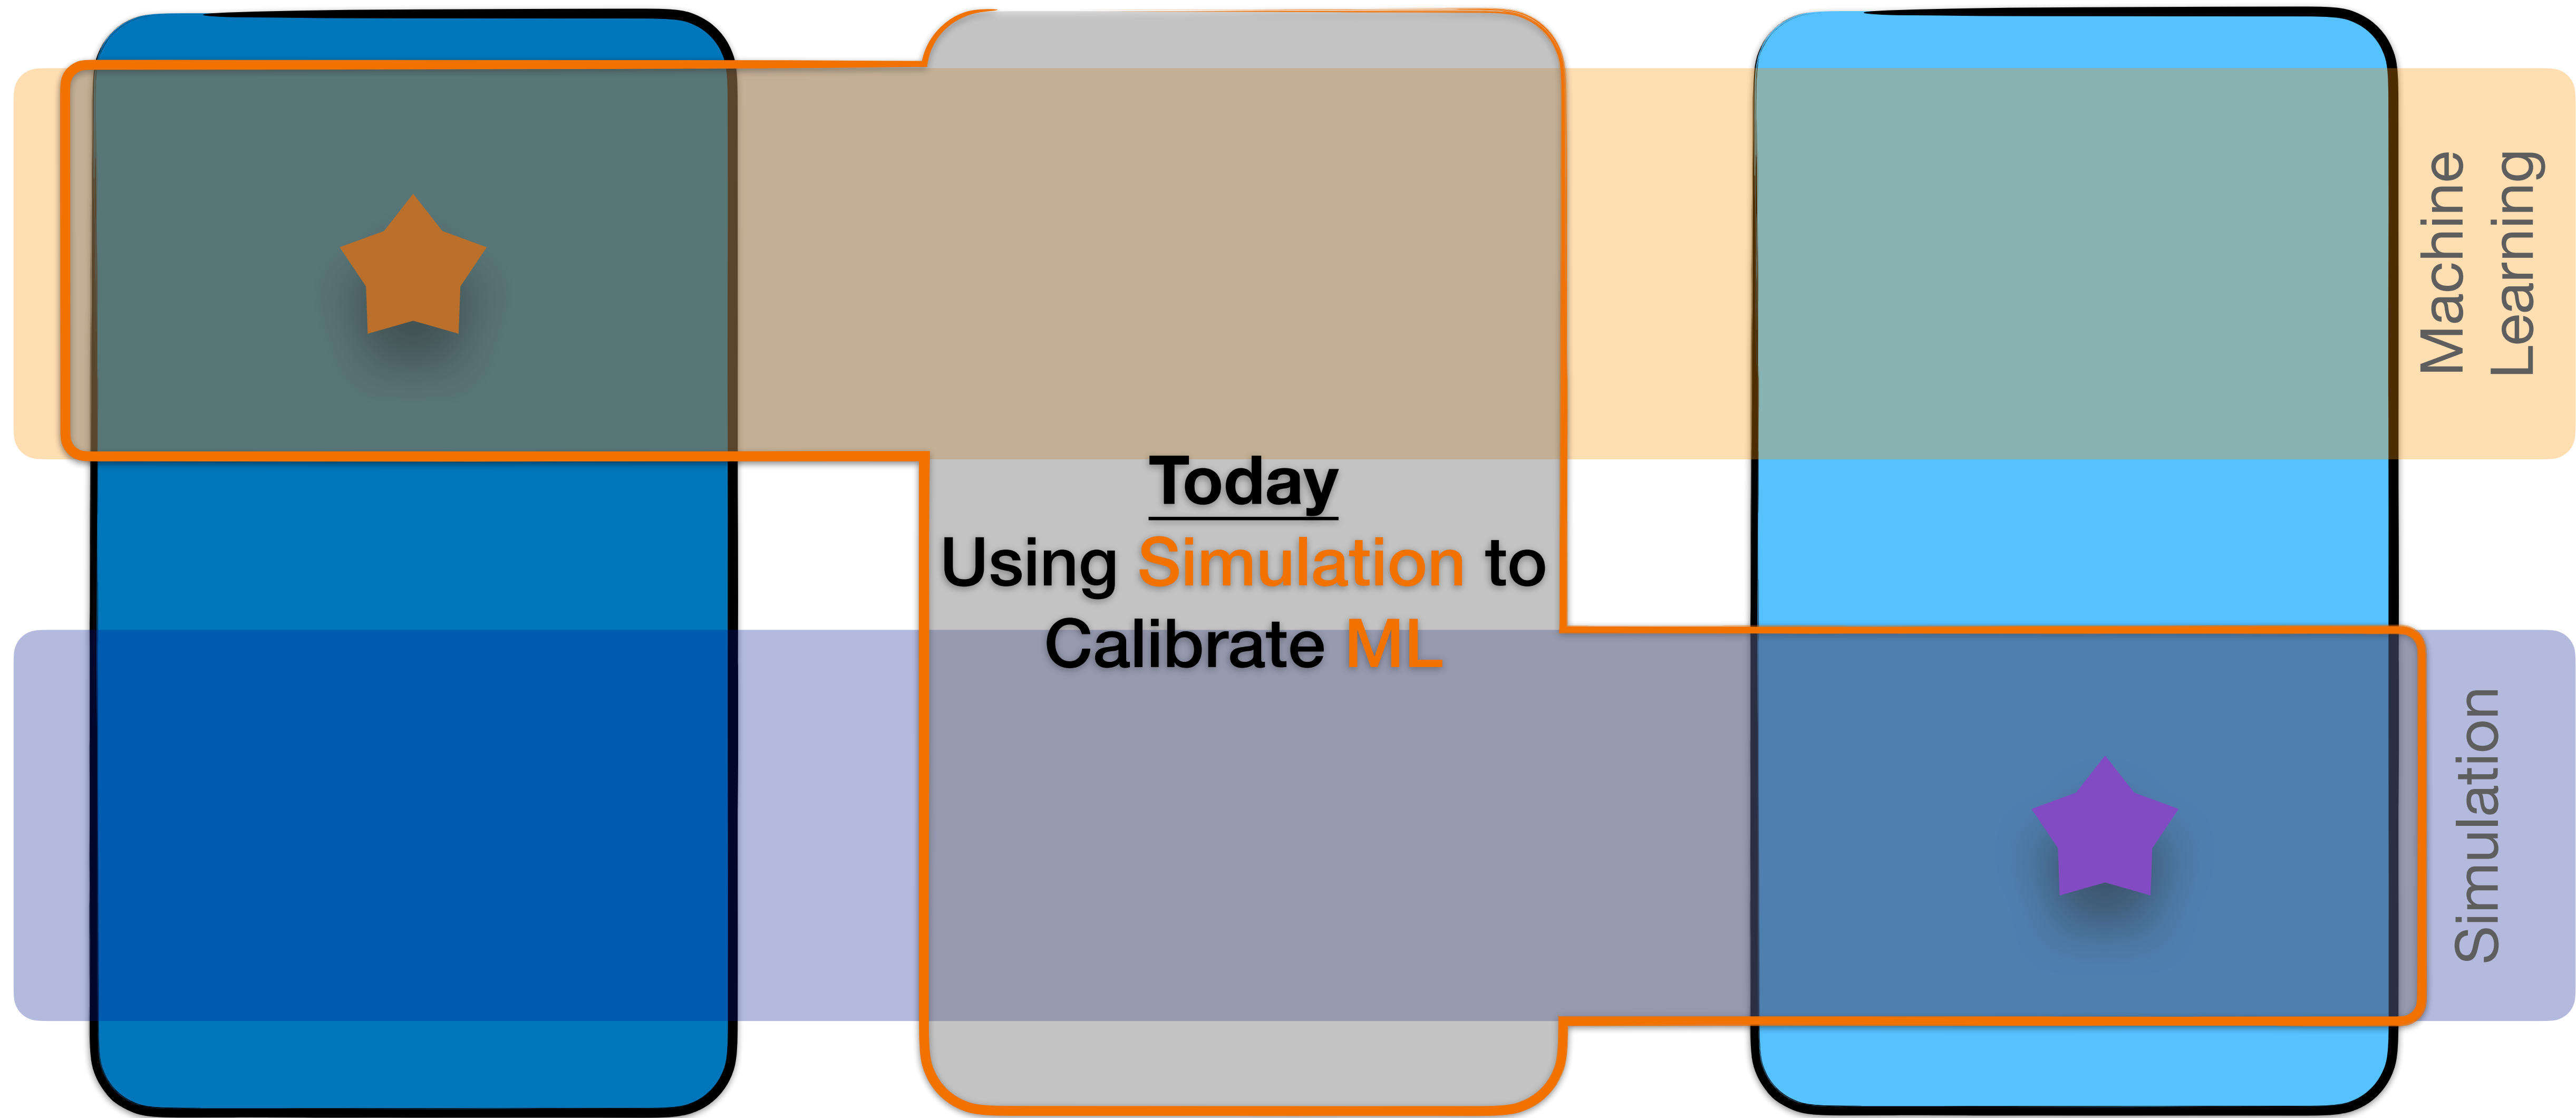 Machine
Learning
Today
Using Simulation to
Calibrate ML
Simulation